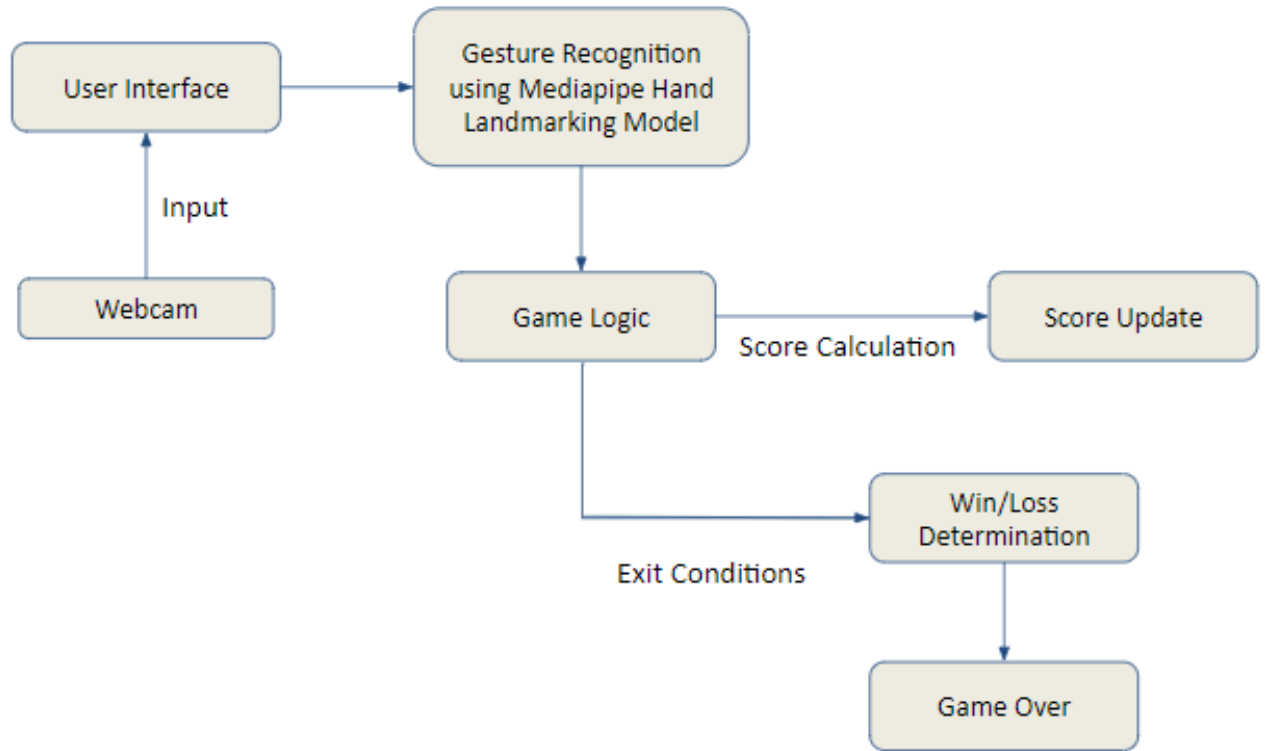 Gesture Recognition
using Mediapipe Hand
Landmarking Model
User Interface
Input
Webcam
Game Logic
Score Update
Score Calculation
Win/Loss
Determination
Exit Conditions
Game Over